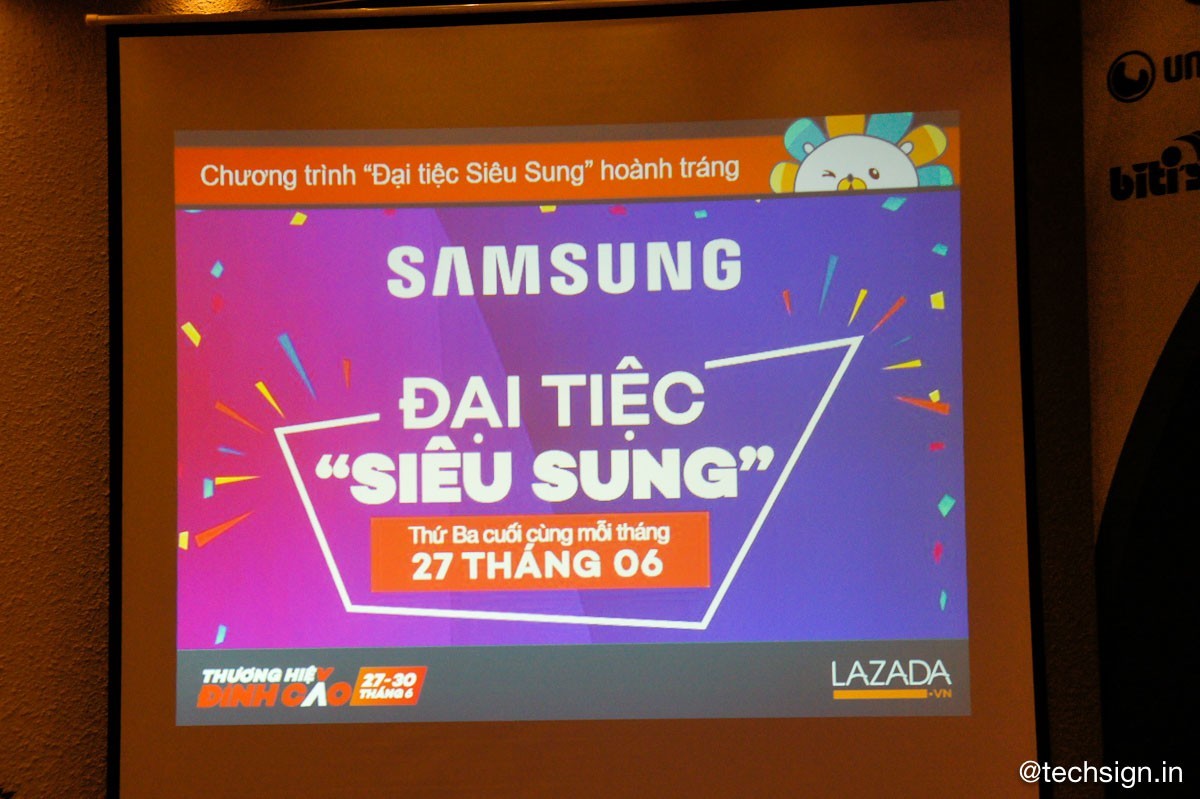 Chương trình “Đại tiệc Siêu Sung” hoành tráng
SAMSUNG
ĐẠI TIỆC
“SIÊU SUNG”
Thứ Ba cuối cùng mỗi tháng
27 THÁNG 06
THƯƠNG HIỆU
ĐỈNH CAO
27-30
THÁNG 6
LAZADA
.VN
biti's
@techsign.in